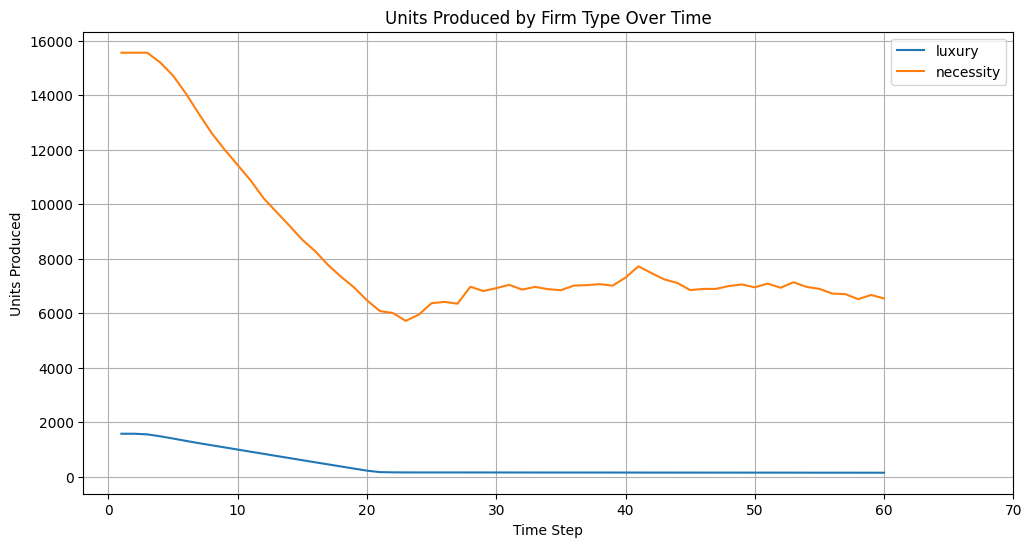 Units Produced by Firm Type Over Time
luxury
necessity
Units Produced
16000
14000
12000
10000
8000
6000
4000
2000
0
0 10 20 30 40 50 60 70
Time Step